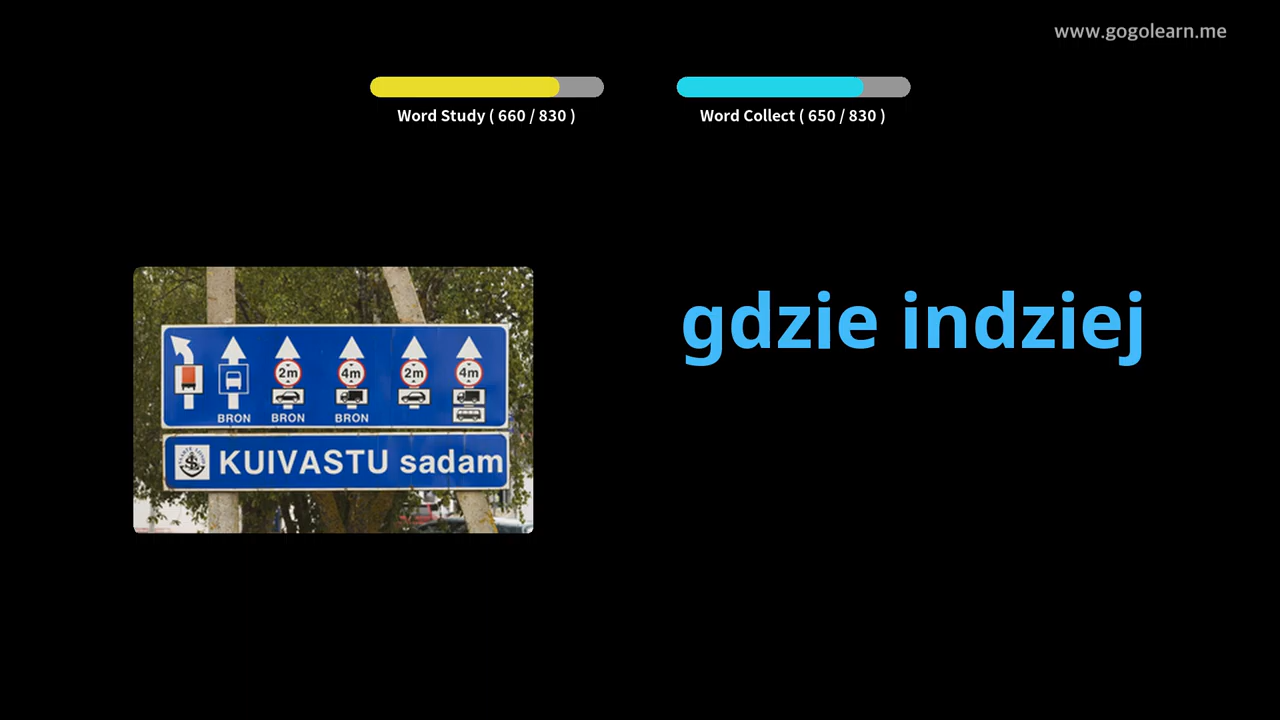 www.gogolearn.me
Word Study ( 660 / 830 )
Word Collect ( 650 / 830 )
gdzie indziej
2m 4m 2m 4m
BRON BRON BRON
KUIVASTU sadam